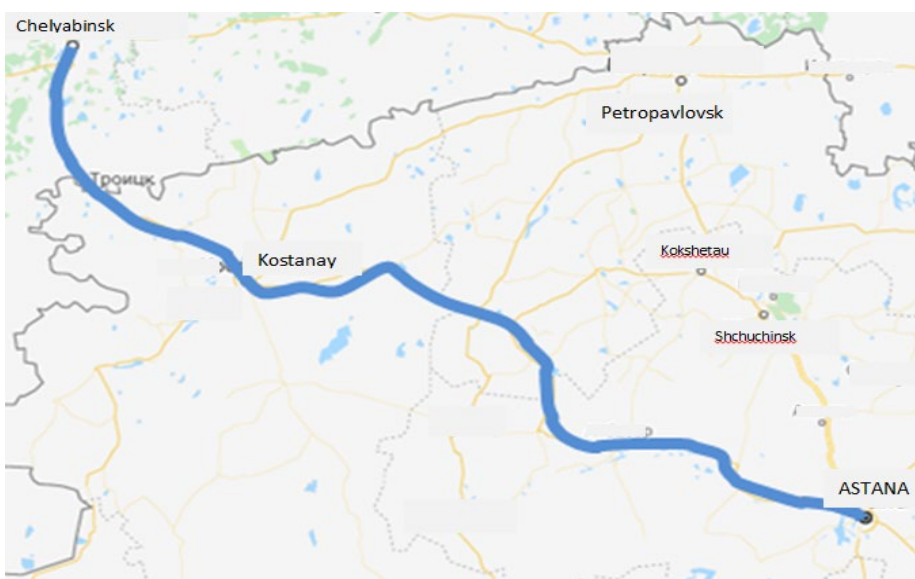 Chelyabinsk
Petropavlovsk
Троицк
Kokshetau
Kostanay
Shchuchinsk
ASTANA